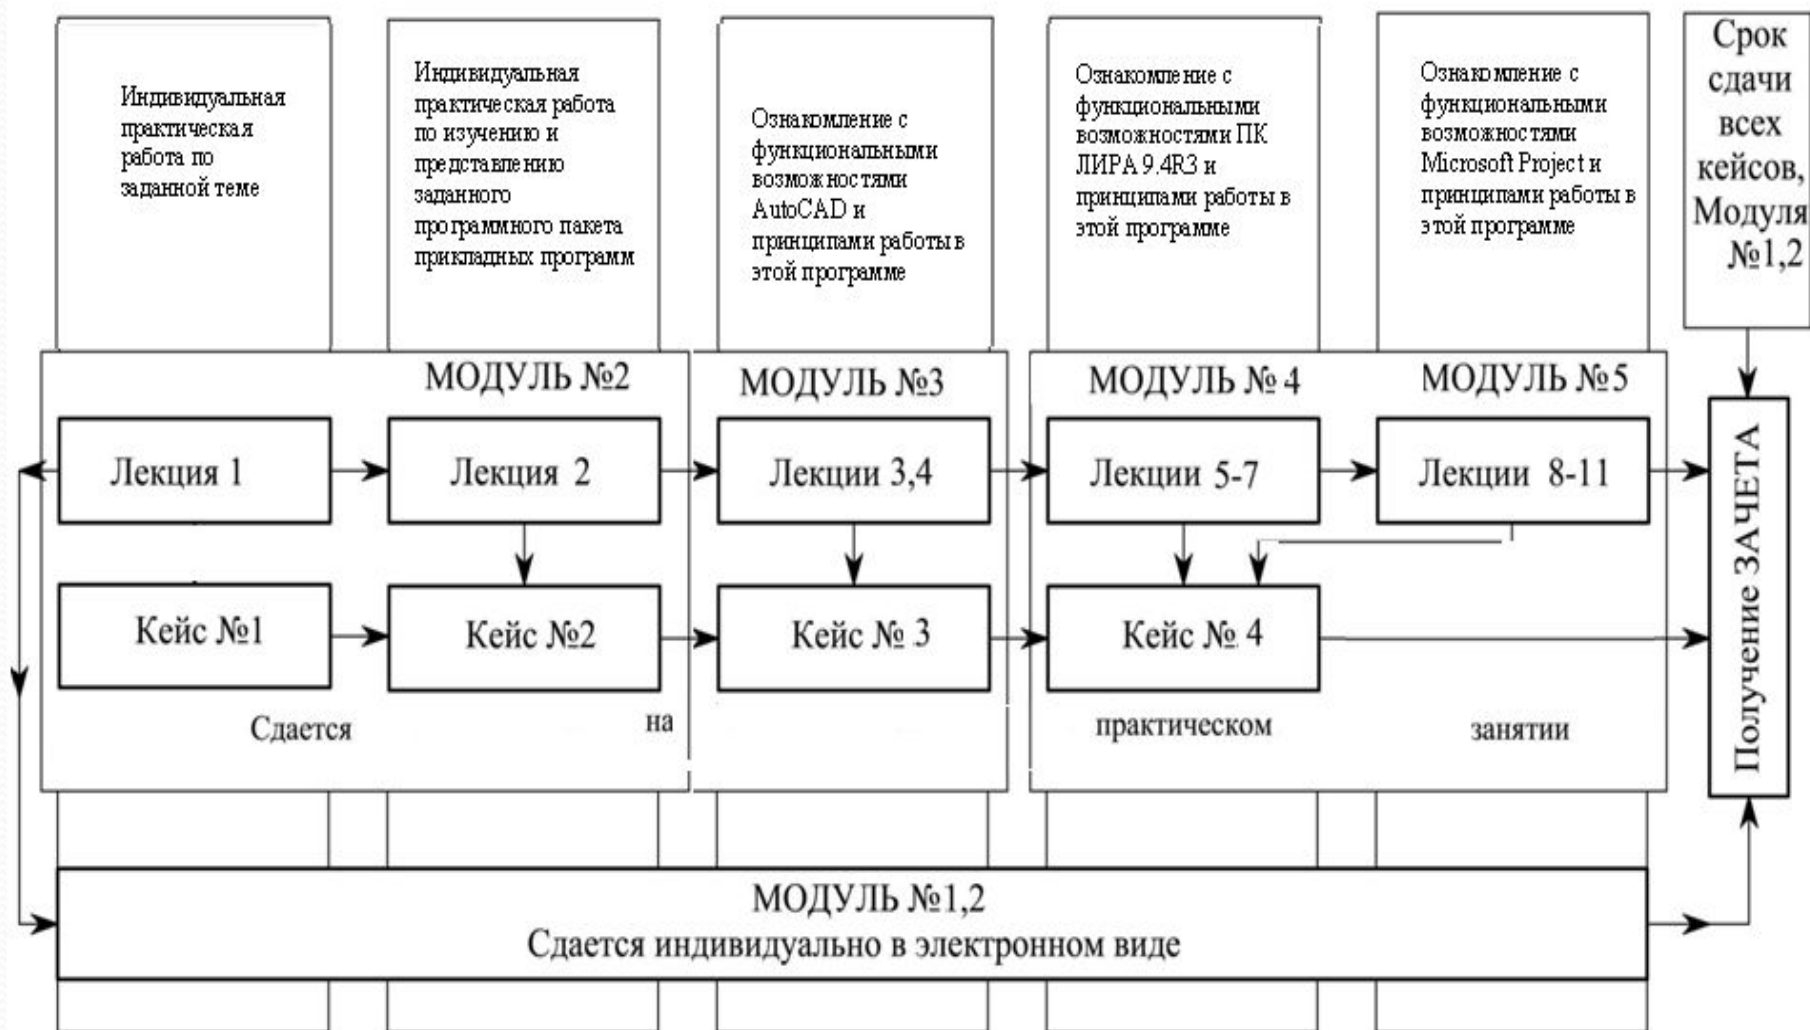 Индивидуальная
практическая
работа по
заданной теме
Индивидуальная
практическая работа
по изучению и
представлению
заданного
программного пакета
прикладных программ
Ознакомление с
функциональными
возможностями
AutoCAD и
принципами работы в
этой программе
Ознакомление с
функциональными
возможностями ПК
ЛИРА 9.4R3 и
принципами работы в
этой программе
Ознакомление с
функциональными
возможностями
Microsoft Project и
принципами работы в
этой программе
Срок
сдачи
всех
кейсов,
Модуля
№1,2
МОДУЛЬ №2
МОДУЛЬ №3
МОДУЛЬ № 4
МОДУЛЬ №5
Лекция 1
Лекция 2
Лекции 3,4
Лекции 5-7
Лекции 8-11
Кейс №1
Кейс №2
Кейс № 3
Кейс № 4
Получение ЗАЧЕТА
Сдается на практическом занятии
МОДУЛЬ №1,2
Сдается индивидуально в электронном виде